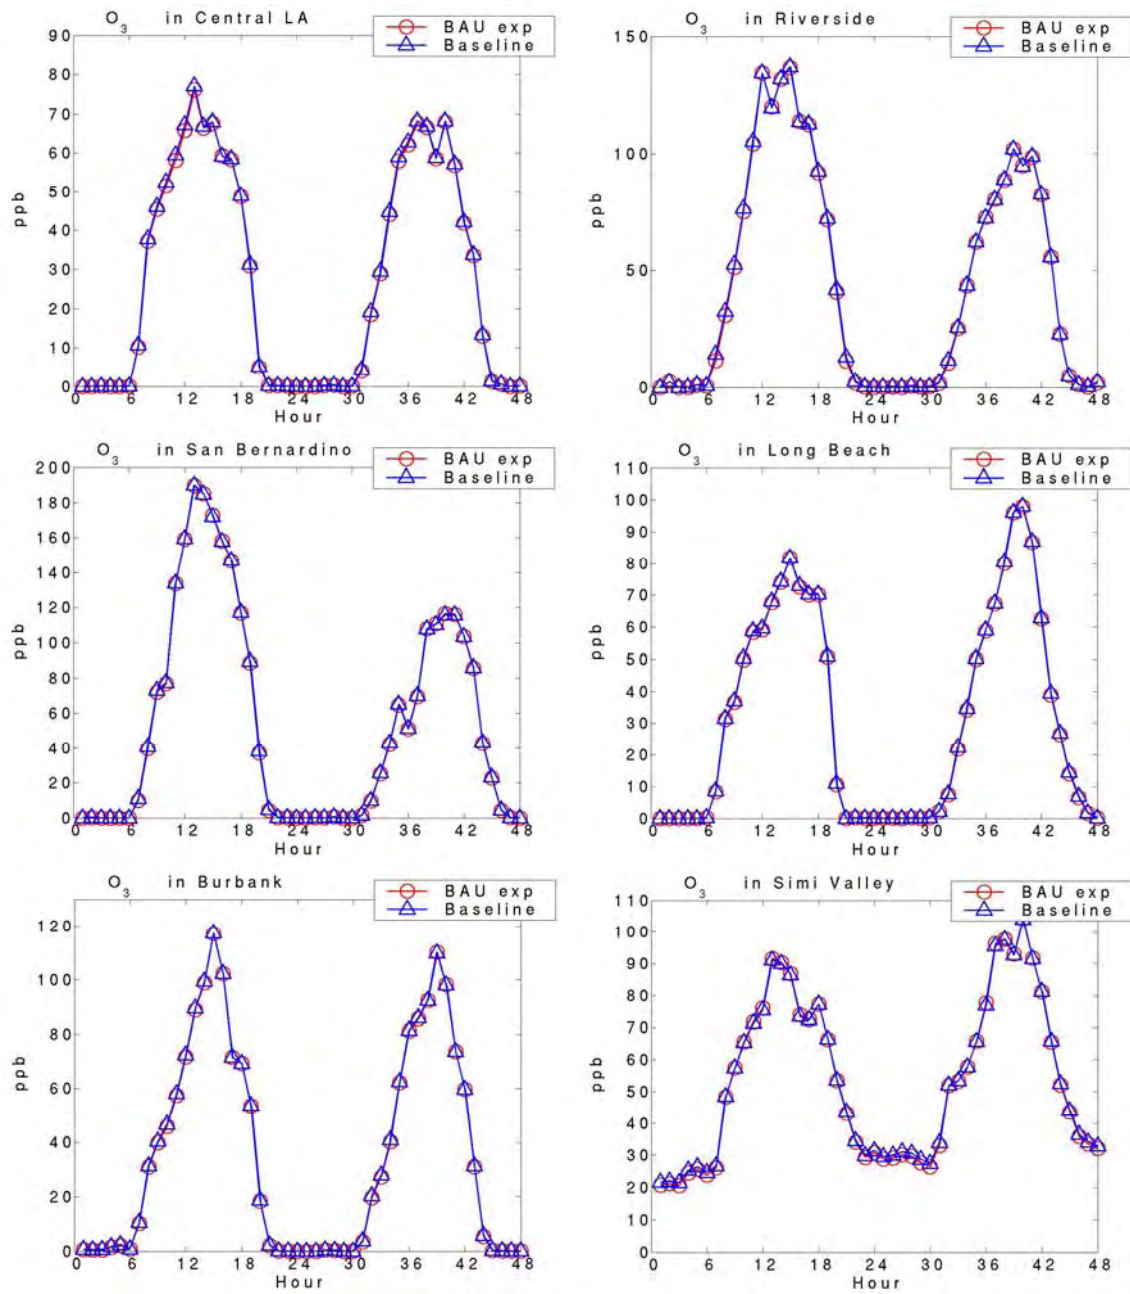 O3 in Central LA
BAU exp
Baseline
90
80
70
60
50
40
30
20
10
0
ppb
0 6 12 18 24 30 36 42 48
Hour
O3 in Riverside
BAU exp
Baseline
150
100
50
0
ppb
0 6 12 18 24 30 36 42 48
Hour
O3 in San Bernardino
BAU exp
Baseline
200
180
160
140
120
100
80
60
40
20
0
ppb
0 6 12 18 24 30 36 42 48
Hour
O3 in Long Beach
BAU exp
Baseline
110
100
90
80
70
60
50
40
30
20
10
0
ppb
0 6 12 18 24 30 36 42 48
Hour
O3 in Burbank
BAU exp
Baseline
120
100
80
60
40
20
0
ppb
0 6 12 18 24 30 36 42 48
Hour
O3 in Simi Valley
BAU exp
Baseline
110
100
90
80
70
60
50
40
30
20
10
0
ppb
0 6 12 18 24 30 36 42 48
Hour